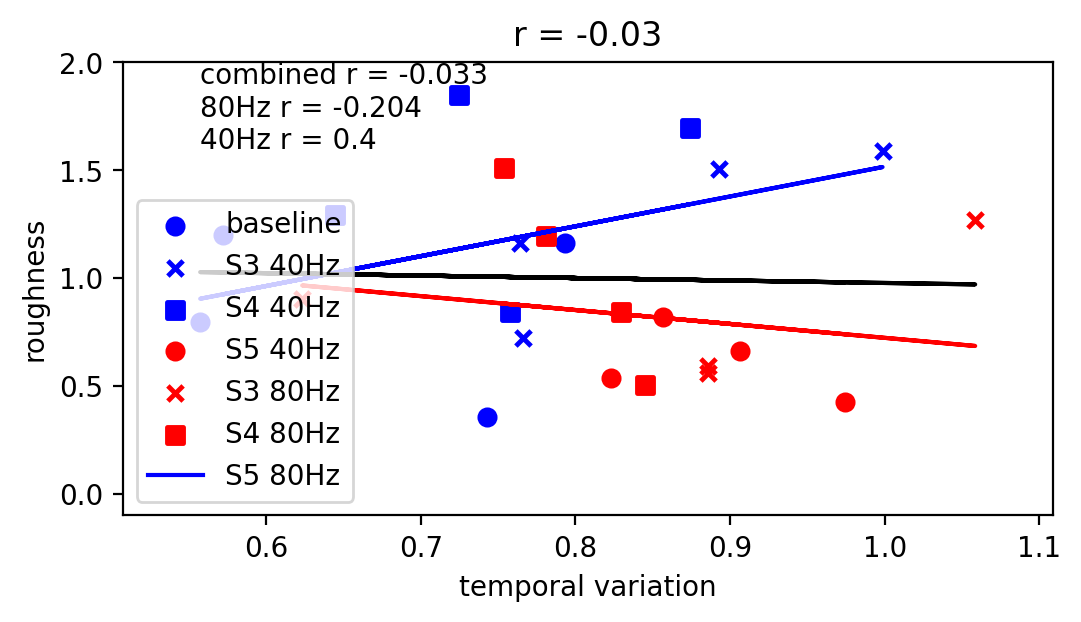 r = -0.03
combined r = -0.033
80Hz r = -0.204
40Hz r = 0.4
baseline
S3 40Hz
S4 40Hz
S5 40Hz
S3 80Hz
S4 80Hz
S5 80Hz
2.0
1.5
1.0
0.5
0.0
roughness
0.6 0.7 0.8 0.9 1.0 1.1
temporal variation